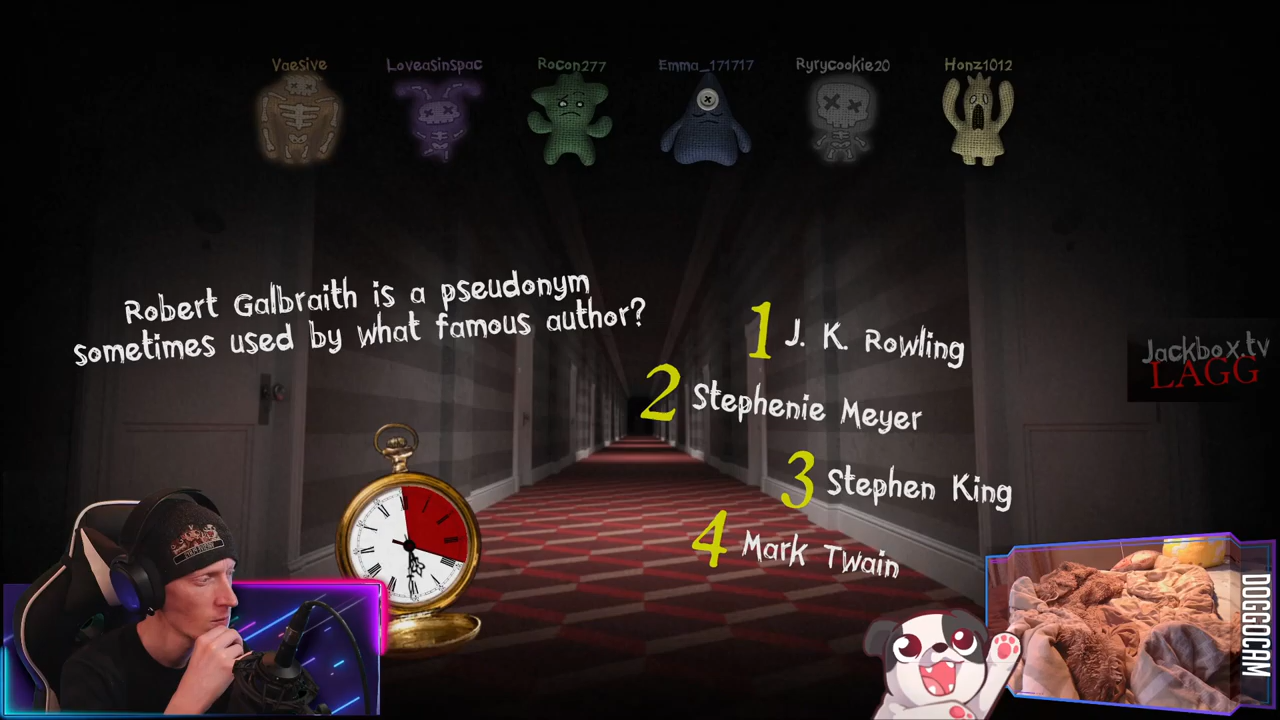 Vaesive
Loveasinspac
Rocon277
Emma_171717
Ryrycookie20
Honz1012
Robert Galbraith is a pseudonym
sometimes used by what famous author?
1 J. K. Rowling
2 Stephenie Meyer
3 Stephen King
4 Mark Twain
Jackbox.tv
LAGG
DOGGOCAM